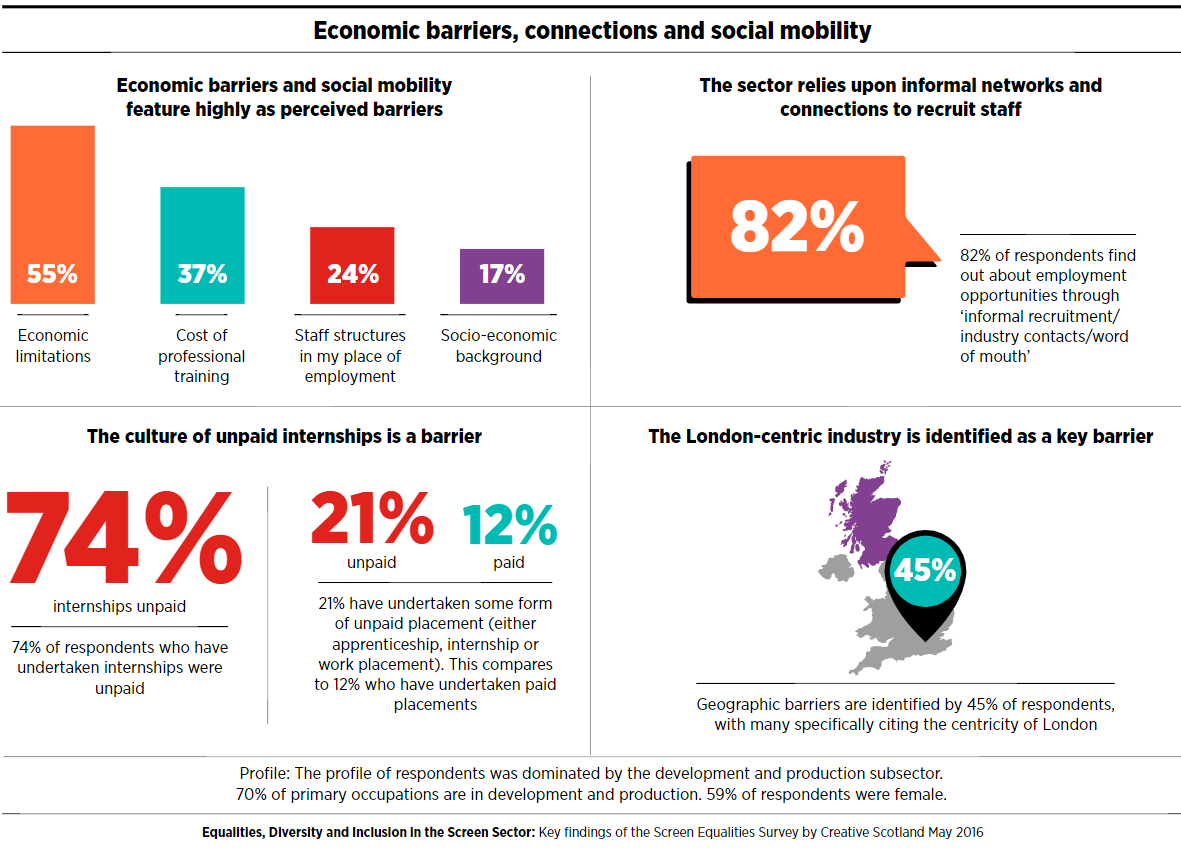 Economic barriers, connections and social mobility
Economic barriers and social mobility
feature highly as perceived barriers
55%
37%
24%
17%
Economic
limitations
Cost of
professional
training
Staff structures
in my place of
employment
Socio-economic
background
The sector relies upon informal networks and
connections to recruit staff
82%
82% of respondents find
out about employment
opportunities through
‘informal recruitment/
industry contacts/word
of mouth’
The culture of unpaid internships is a barrier
74%
internships unpaid
74% of respondents who have
undertaken internships were
unpaid
21%
unpaid
12%
paid
21% have undertaken some form
of unpaid placement (either
apprenticeship, internship or
work placement). This compares
to 12% who have undertaken paid
placements
The London-centric industry is identified as a key barrier
45%
Geographic barriers are identified by 45% of respondents,
with many specifically citing the centricity of London
Profile: The profile of respondents was dominated by the development and production subsector.
70% of primary occupations are in development and production. 59% of respondents were female.
Equalities, Diversity and Inclusion in the Screen Sector: Key findings of the Screen Equalities Survey by Creative Scotland May 2016